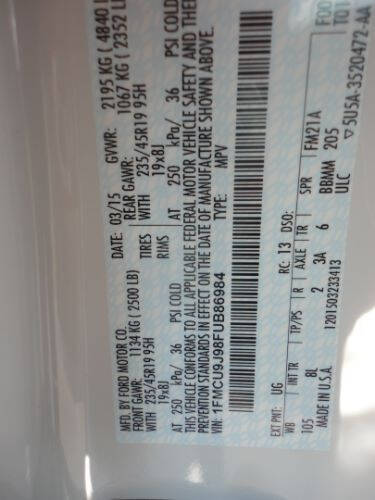 MFD. BY FORD MOTOR CO.
DATE: 03/15 GVWR: 2195 KG ( 4840 L
FRONT GAWR: 1134 KG ( 2500 LB) REAR GAWR: 1067 KG ( 2352 L
WITH 235/45R19 95H TIRES WITH 235/45R19 95H
19x8J RIMS 19x8J
AT 250 kPa/ 36 PSI COLD AT 250 kPa/ 36 PSI COLD
THIS VEHICLE CONFORMS TO ALL APPLICABLE FEDERAL MOTOR VEHICLE SAFETY AND THEF
PREVENTION STANDARDS IN EFFECT ON THE DATE OF MANUFACTURE SHOWN ABOVE.
VIN: 1FMCU9J98FUB86984 TYPE: MPV
EXT PNT: UG RC: 13 DSO: FM21A F00
WB INT TR TP/PS R AXLE TR SPR BBMM 205 T01
105 8L 2 3A 6 ULC
MADE IN U.S.A. 1201503233413 ▽5U5A-3520472-AA